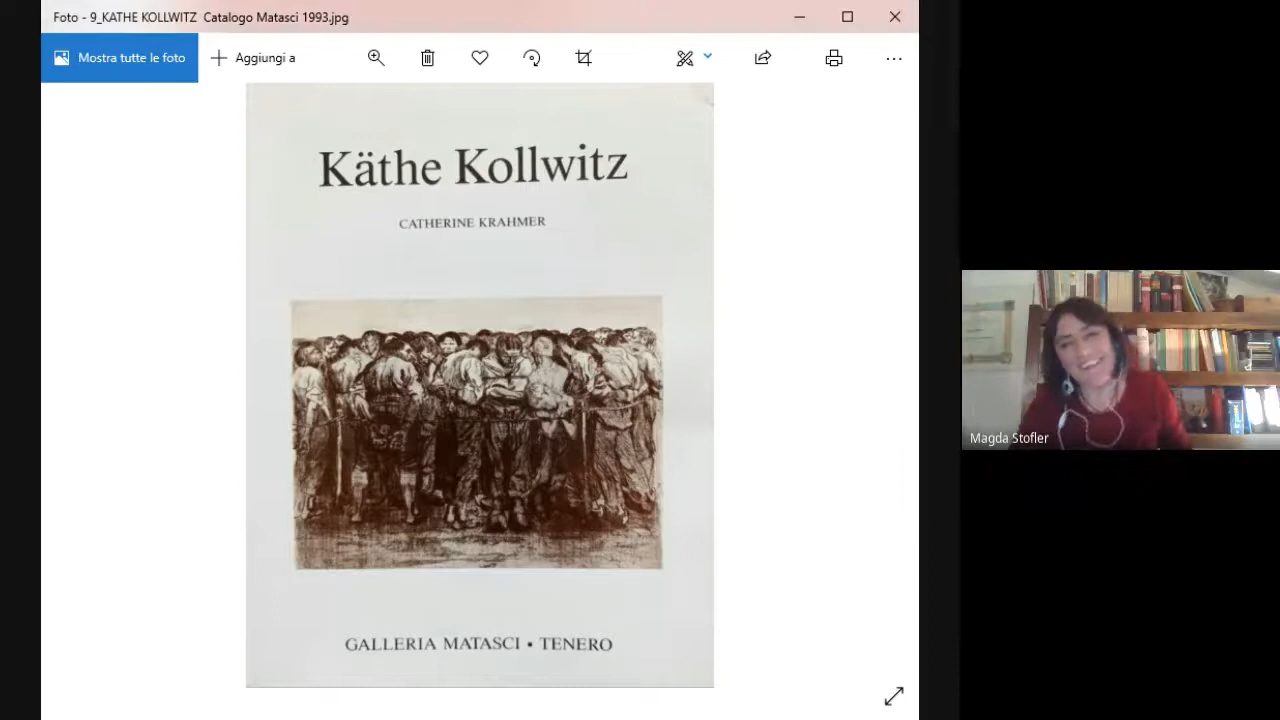 Foto - 9_KATHE KOLLWITZ  Catalogo Matasci 1993.jpg
Mostra tutte le foto
Aggiungi a
Käthe Kollwitz
CATHERINE KRAHMER
GALLERIA MATASCI • TENERO
Magda Stofler